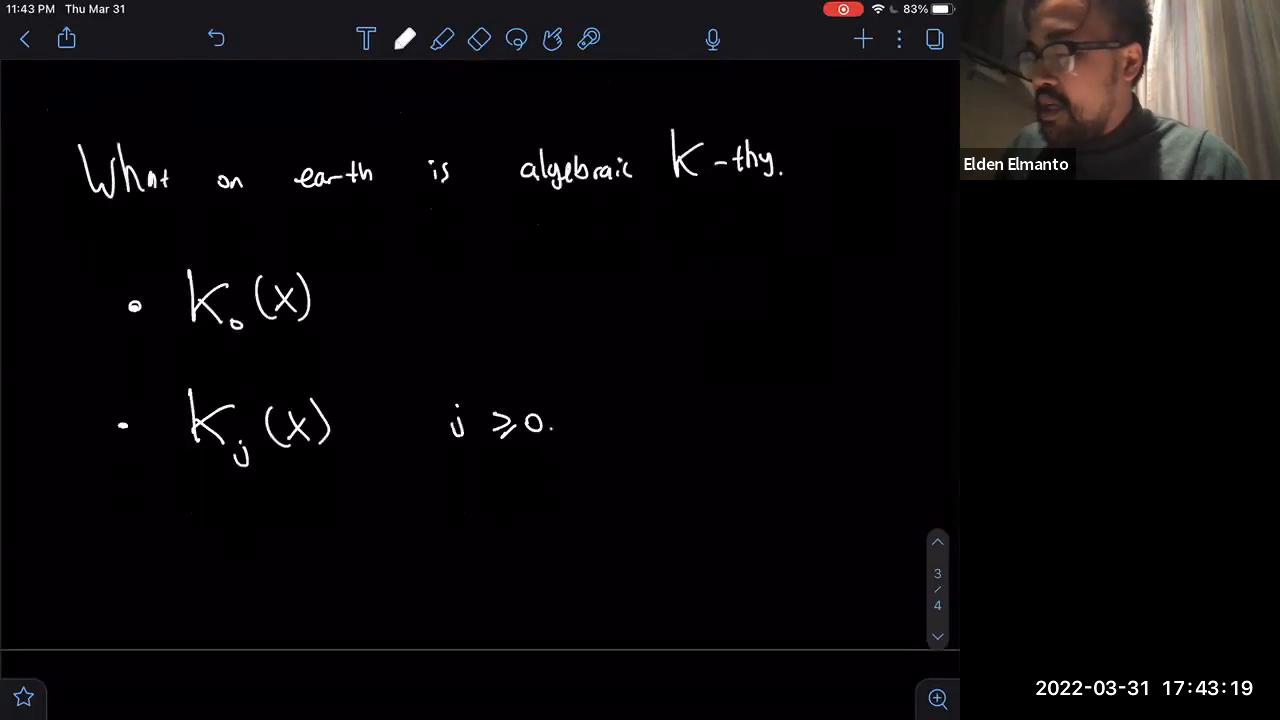 11:43 PM Thu Mar 31
83%
T
What on earth is algebraic K-thy.
• K₀(X)
• Kⱼ(X) j ⩾ 0.
3
/
4
Elden Elmanto
2022-03-31 17:43:19